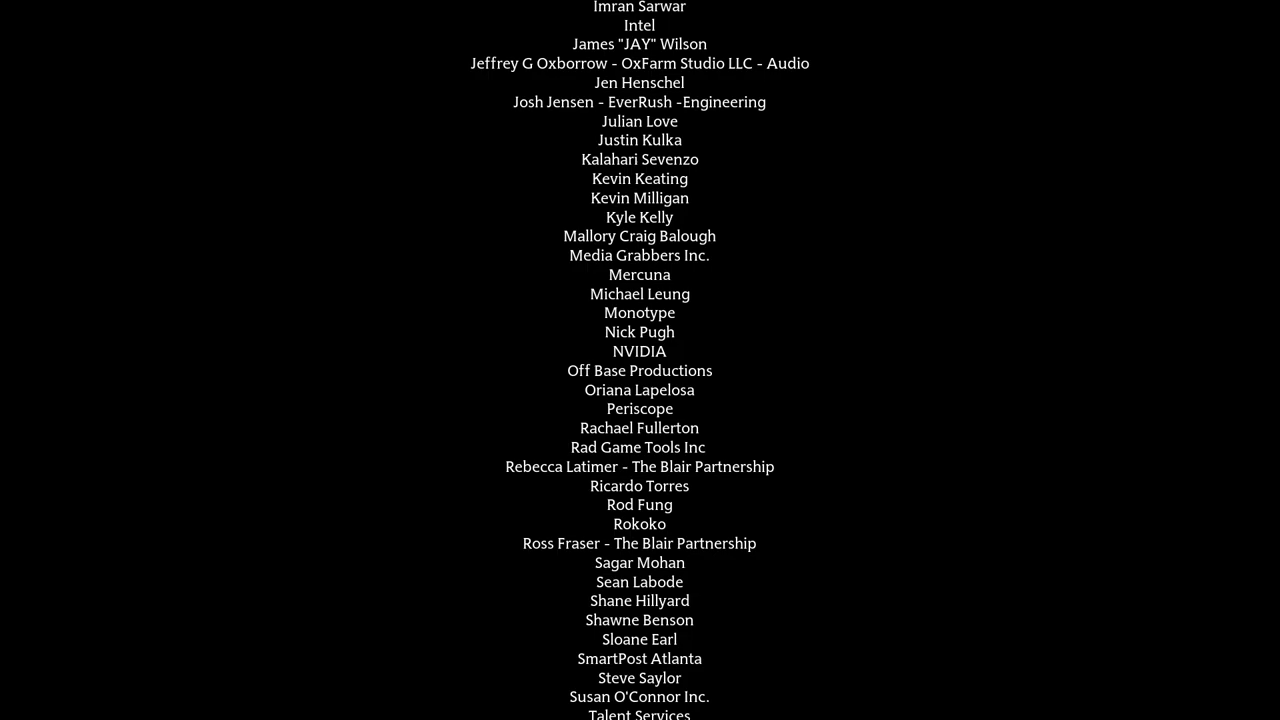 Imran Sarwar
Intel
James "JAY" Wilson
Jeffrey G Oxborrow - OxFarm Studio LLC - Audio
Jen Henschel
Josh Jensen - EverRush -Engineering
Julian Love
Justin Kulka
Kalahari Sevenzo
Kevin Keating
Kevin Milligan
Kyle Kelly
Mallory Craig Balough
Media Grabbers Inc.
Mercuna
Michael Leung
Monotype
Nick Pugh
NVIDIA
Off Base Productions
Oriana Lapelosa
Periscope
Rachael Fullerton
Rad Game Tools Inc
Rebecca Latimer - The Blair Partnership
Ricardo Torres
Rod Fung
Rokoko
Ross Fraser - The Blair Partnership
Sagar Mohan
Sean Labode
Shane Hillyard
Shawne Benson
Sloane Earl
SmartPost Atlanta
Steve Saylor
Susan O'Connor Inc.
Talent Services